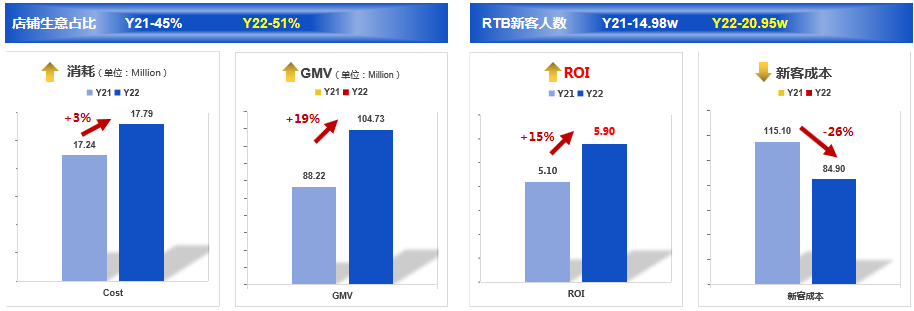 店铺生意占比 Y21-45% Y22-51%
RTB新客人数 Y21-14.98w Y22-20.95w
消耗(单位:Million)
Y21 Y22
+3%
17.24
17.79
Cost
GMV(单位:Million)
Y21 Y22
+19%
88.22
104.73
GMV
ROI
Y21 Y22
+15%
5.10
5.90
ROI
新客成本
Y21 Y22
115.10
-26%
84.90
新客成本